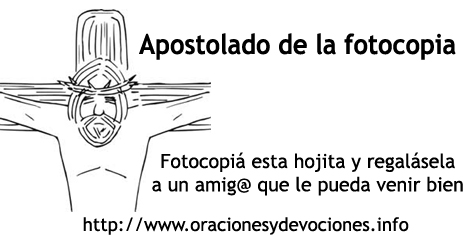 Apostolado de la fotocopia
Fotocopiá esta hojita y regalásela
a un amig@ que le pueda venir bien
http://www.oracionesydevociones.info